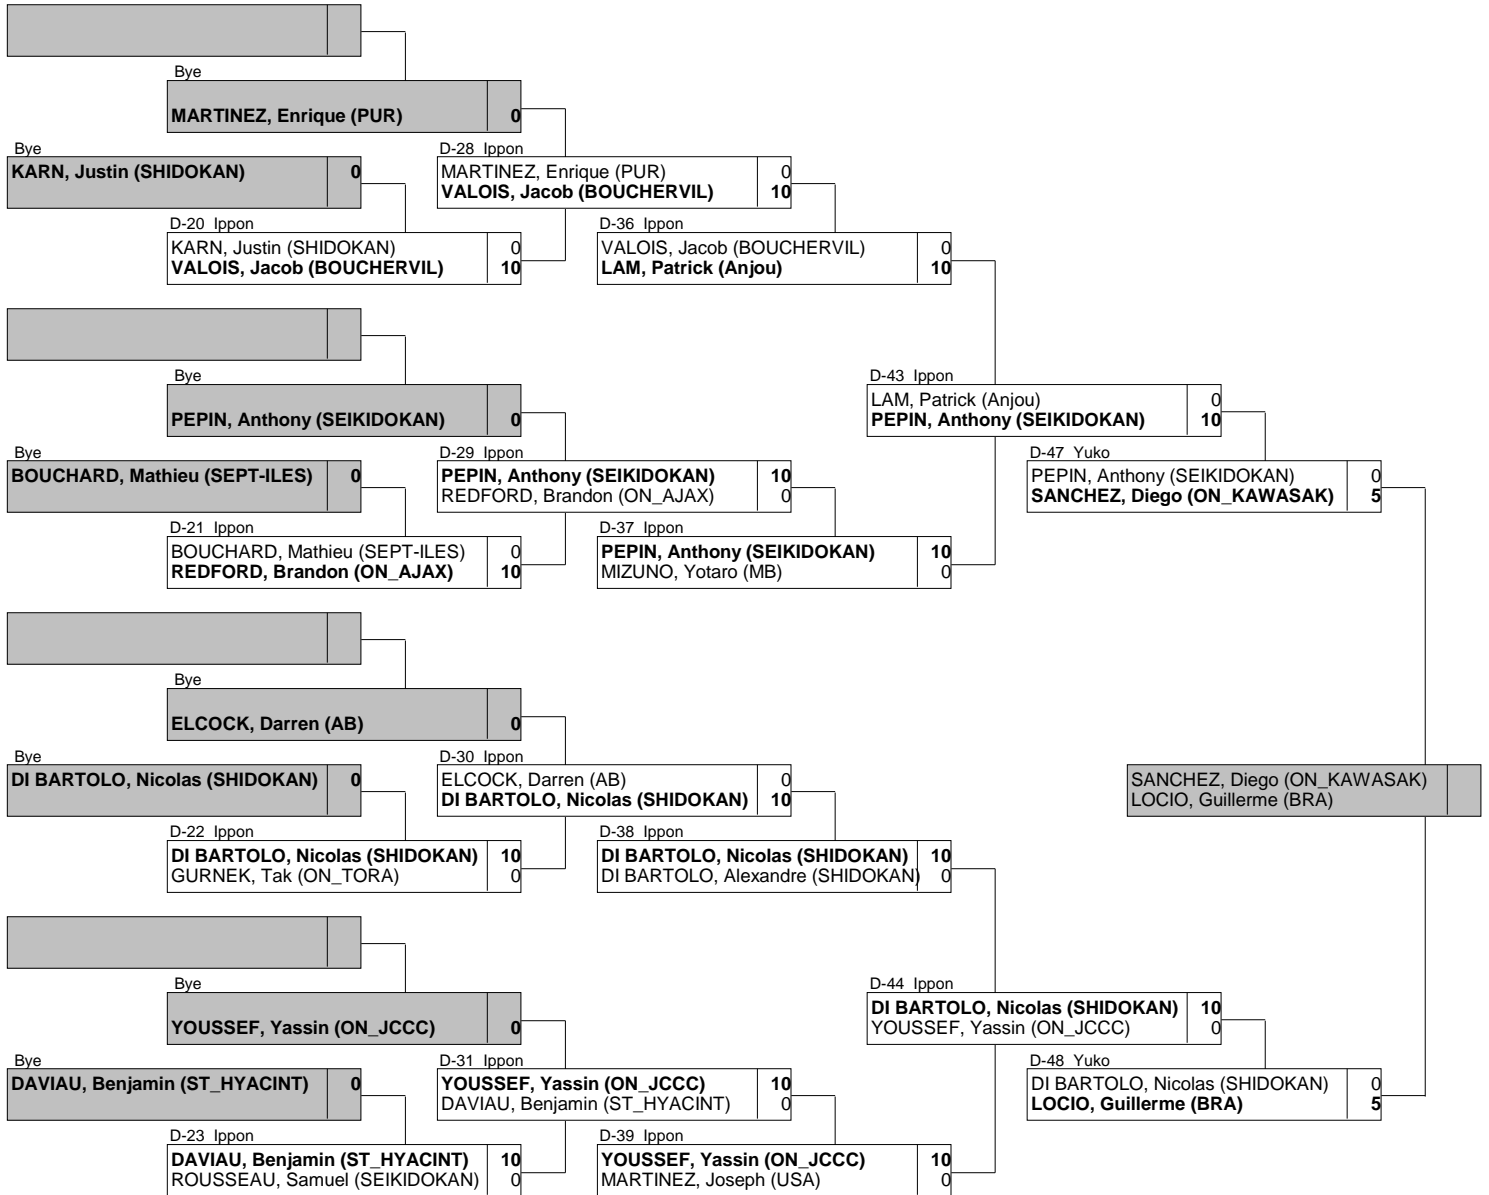 Bye
MARTINEZ, Enrique (PUR) 0
Bye
KARN, Justin (SHIDOKAN) 0
D-28 Ippon
MARTINEZ, Enrique (PUR) 0
VALOIS, Jacob (BOUCHERVIL) 10
D-20 Ippon
KARN, Justin (SHIDOKAN) 0
VALOIS, Jacob (BOUCHERVIL) 10
D-36 Ippon
VALOIS, Jacob (BOUCHERVIL) 0
LAM, Patrick (Anjou) 10
Bye
PEPIN, Anthony (SEIKIDOKAN) 0
D-43 Ippon
LAM, Patrick (Anjou) 0
PEPIN, Anthony (SEIKIDOKAN) 10
Bye
BOUCHARD, Mathieu (SEPT-ILES) 0
D-29 Ippon
PEPIN, Anthony (SEIKIDOKAN) 10
REDFORD, Brandon (ON_AJAX) 0
D-47 Yuko
PEPIN, Anthony (SEIKIDOKAN) 0
SANCHEZ, Diego (ON_KAWASAK) 5
D-21 Ippon
BOUCHARD, Mathieu (SEPT-ILES) 0
REDFORD, Brandon (ON_AJAX) 10
D-37 Ippon
PEPIN, Anthony (SEIKIDOKAN) 10
MIZUNO, Yotaro (MB) 0
Bye
ELCOCK, Darren (AB) 0
Bye
DI BARTOLO, Nicolas (SHIDOKAN) 0
D-30 Ippon
ELCOCK, Darren (AB) 0
DI BARTOLO, Nicolas (SHIDOKAN) 10
SANCHEZ, Diego (ON_KAWASAK)
LOCIO, Guillerme (BRA)
D-22 Ippon
DI BARTOLO, Nicolas (SHIDOKAN) 10
GURNEK, Tak (ON_TORA) 0
D-38 Ippon
DI BARTOLO, Nicolas (SHIDOKAN) 10
DI BARTOLO, Alexandre (SHIDOKAN) 0
Bye
YOUSSEF, Yassin (ON_JCCC) 0
D-44 Ippon
DI BARTOLO, Nicolas (SHIDOKAN) 10
YOUSSEF, Yassin (ON_JCCC) 0
Bye
DAVIAU, Benjamin (ST_HYACINT) 0
D-31 Ippon
YOUSSEF, Yassin (ON_JCCC) 10
DAVIAU, Benjamin (ST_HYACINT) 0
D-48 Yuko
DI BARTOLO, Nicolas (SHIDOKAN) 0
LOCIO, Guillerme (BRA) 5
D-23 Ippon
DAVIAU, Benjamin (ST_HYACINT) 10
ROUSSEAU, Samuel (SEIKIDOKAN) 0
D-39 Ippon
YOUSSEF, Yassin (ON_JCCC) 10
MARTINEZ, Joseph (USA) 0